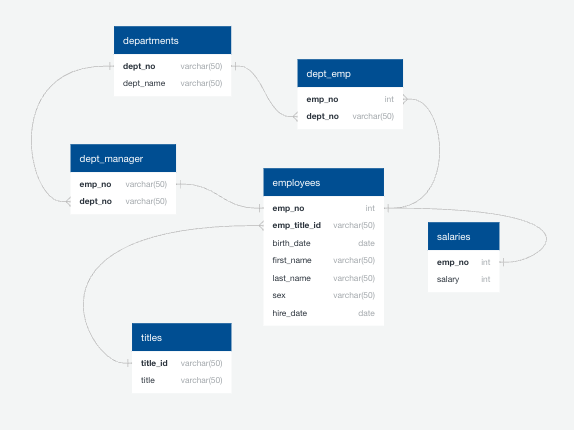 departments
dept_no varchar(50)
dept_name varchar(50)
dept_emp
emp_no int
dept_no varchar(50)
dept_manager
emp_no varchar(50)
dept_no varchar(50)
employees
emp_no int
emp_title_id varchar(50)
birth_date date
first_name varchar(50)
last_name varchar(50)
sex varchar(50)
hire_date date
salaries
emp_no int
salary int
titles
title_id varchar(50)
title varchar(50)